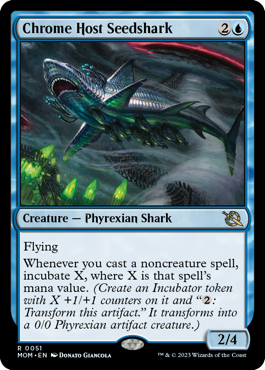 Chrome Host Seedshark 2
Creature — Phyrexian Shark
Flying
Whenever you cast a noncreature spell,
incubate X, where X is that spell's
mana value. (Create an Incubator token
with X +1/+1 counters on it and “2:
Transform this artifact.” It transforms into
a 0/0 Phyrexian artifact creature.)
2/4
R 0051
MOM • EN DONATO GIANCOLA
™ & © 2023 Wizards of the Coast